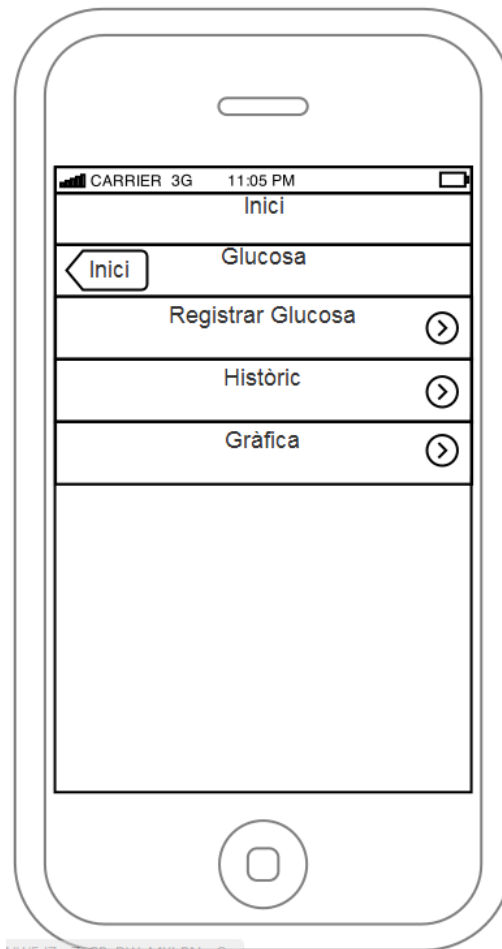 CARRIER 3G 11:05 PM
Inici
Inici Glucosa
Registrar Glucosa
Històric
Gràfica